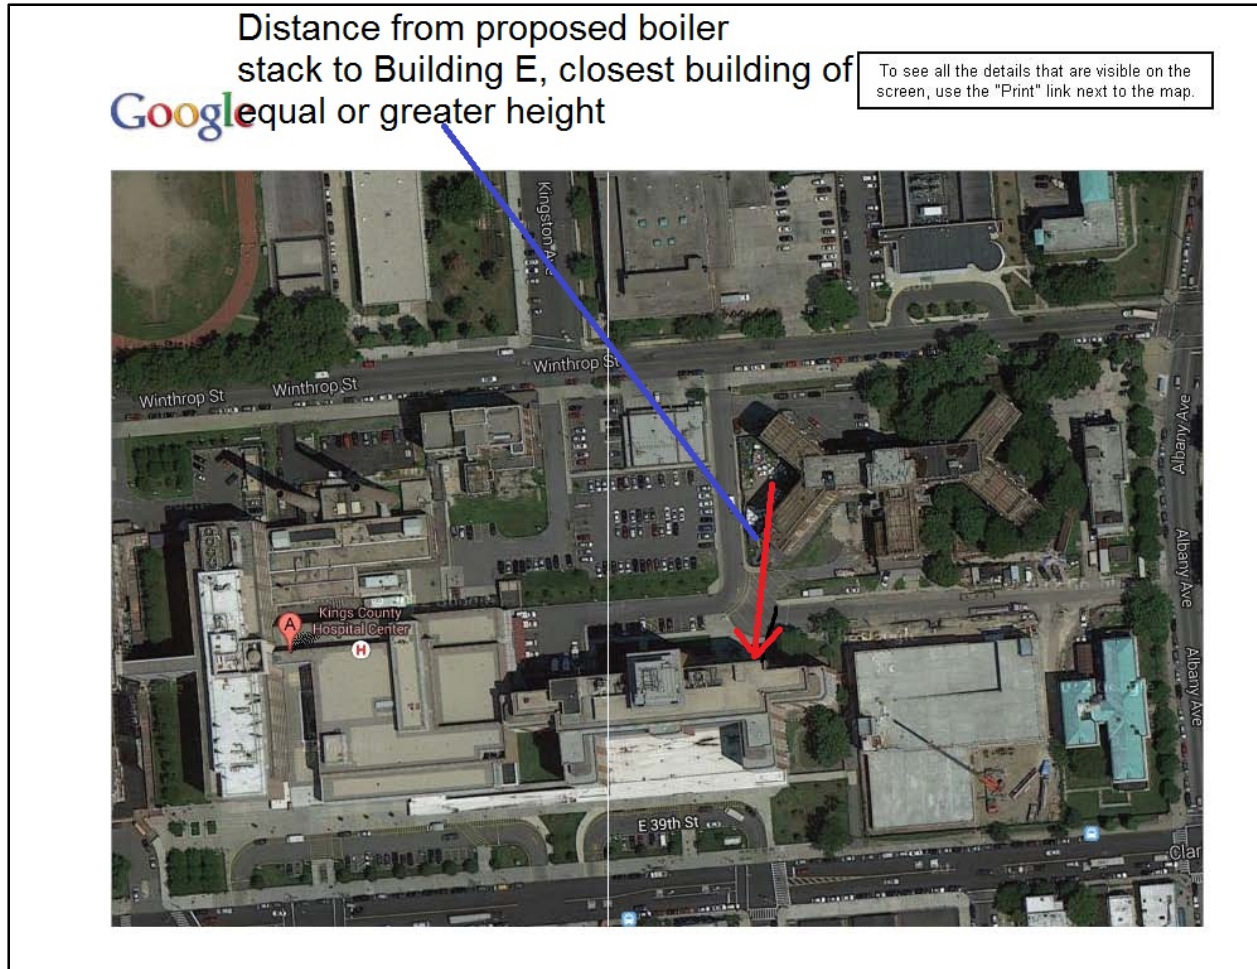 Distance from proposed boiler
stack to Building E, closest building of
equal or greater height
Google
To see all the details that are visible on the
screen, use the "Print" link next to the map.
Kingston Ave
Winthrop St
Winthrop St
Winthrop St
Albany Ave
Albany Ave
Albany Ave
A
Kings County
Hospital Center
H
E 39th St
Clar